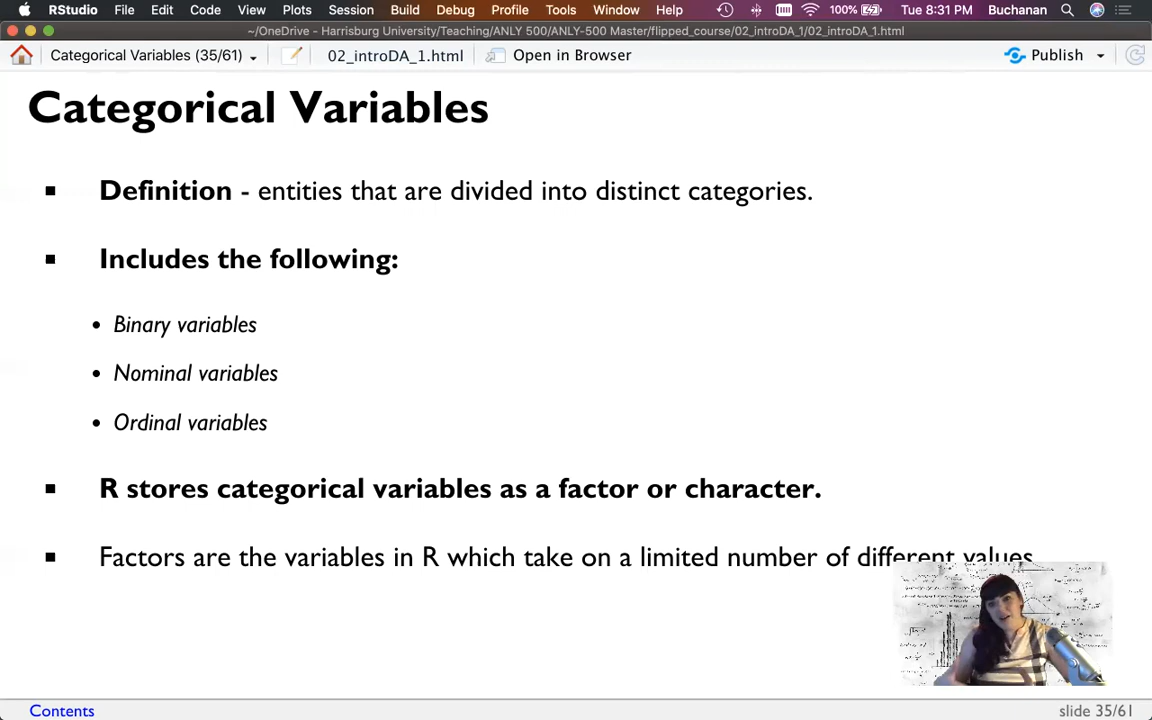 RStudio File Edit Code View Plots Session Build Debug Profile Tools Window Help 100% Tue 8:31 PM Buchanan
~/OneDrive - Harrisburg University/Teaching/ANLY 500/ANLY-500 Master/flipped_course/02_introDA_1/02_introDA_1.html
Categorical Variables (35/61) 02_introDA_1.html Open in Browser Publish
Categorical Variables
Definition - entities that are divided into distinct categories.
Includes the following:
Binary variables
Nominal variables
Ordinal variables
R stores categorical variables as a factor or character.
Factors are the variables in R which take on a limited number of different values
Contents slide 35/61